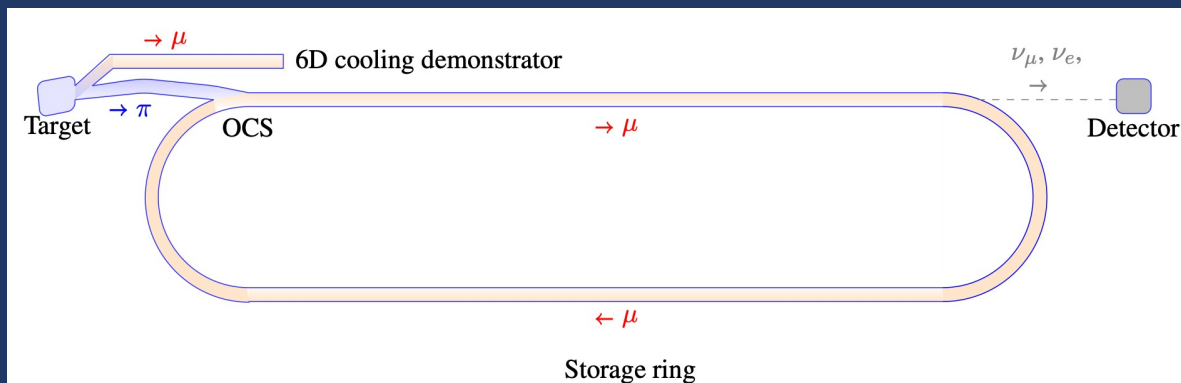 → μ
6D cooling demonstrator
ν_μ, ν_e,
→
Target
→ π
OCS
→ μ
Detector
← μ
Storage ring